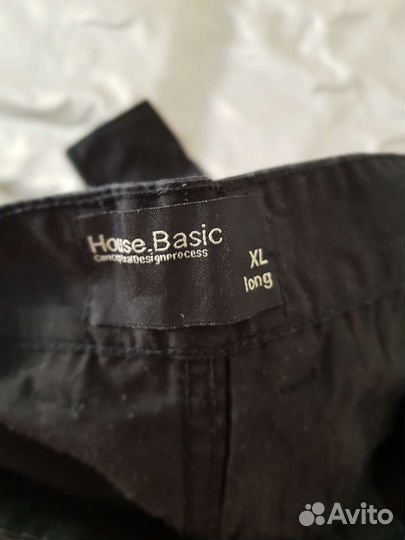 House.Basic
ConceptualDesignprocess
XL
long
Avito